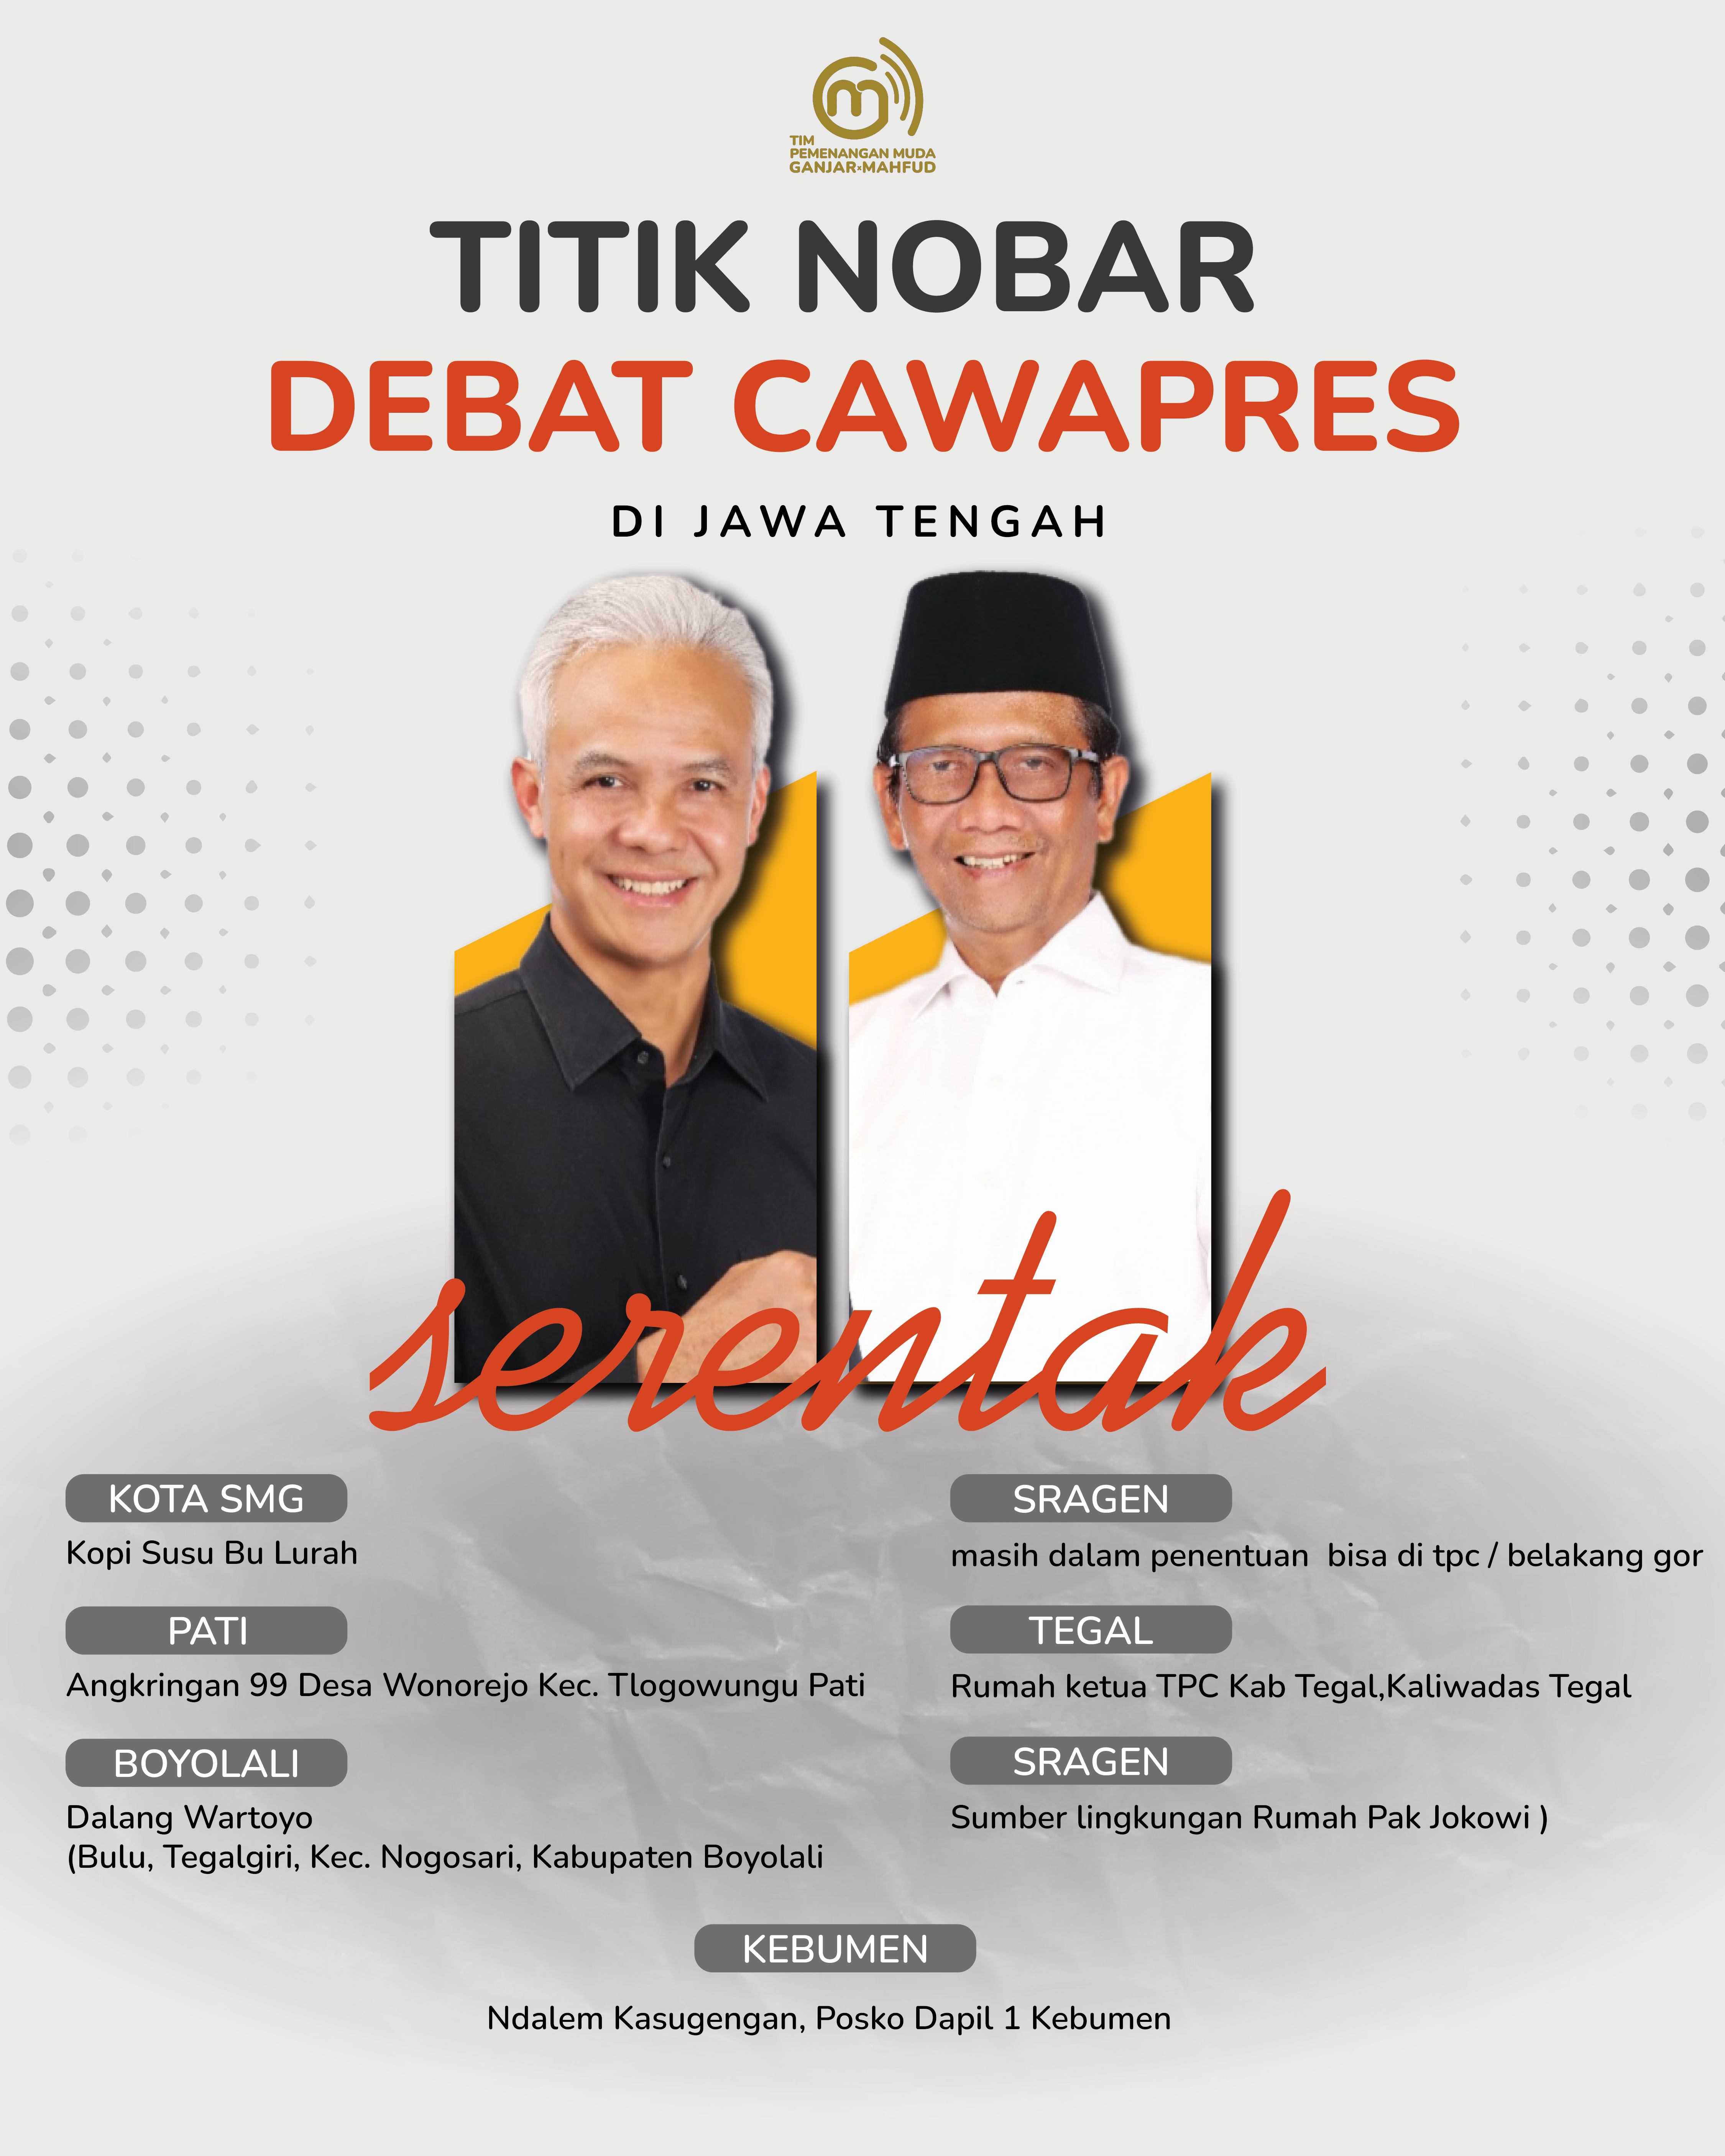 TIM
PEMENANGAN MUDA
GANJAR×MAHFUD
TITIK NOBAR
DEBAT CAWAPRES
DI JAWA TENGAH
serentak
KOTA SMG
Kopi Susu Bu Lurah
PATI
Angkringan 99 Desa Wonorejo Kec. Tlogowungu Pati
BOYOLALI
Dalang Wartoyo
(Bulu, Tegalgiri, Kec. Nogosari, Kabupaten Boyolali
SRAGEN
masih dalam penentuan  bisa di tpc / belakang gor
TEGAL
Rumah ketua TPC Kab Tegal,Kaliwadas Tegal
SRAGEN
Sumber lingkungan Rumah Pak Jokowi )
KEBUMEN
Ndalem Kasugengan, Posko Dapil 1 Kebumen